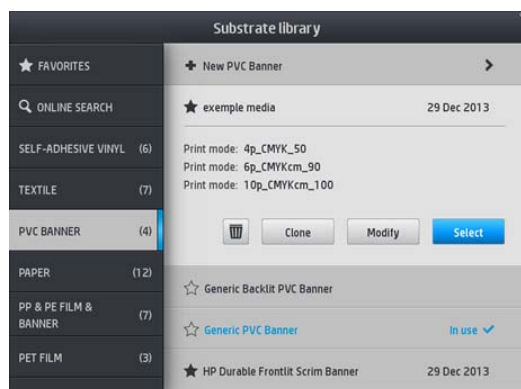 Substrate library
FAVORITES
ONLINE SEARCH
SELF-ADHESIVE VINYL (6)
TEXTILE (7)
PVC BANNER (4)
PAPER (12)
PP & PE FILM &
BANNER (7)
PET FILM (3)
New PVC Banner
exemple media 29 Dec 2013
Print mode: 4p_CMYK_50
Print mode: 6p_CMYKcm_90
Print mode: 10p_CMYKcm_100
Clone Modify Select
Generic Backlit PVC Banner
Generic PVC Banner In use
HP Durable Frontlit Scrim Banner 29 Dec 2013